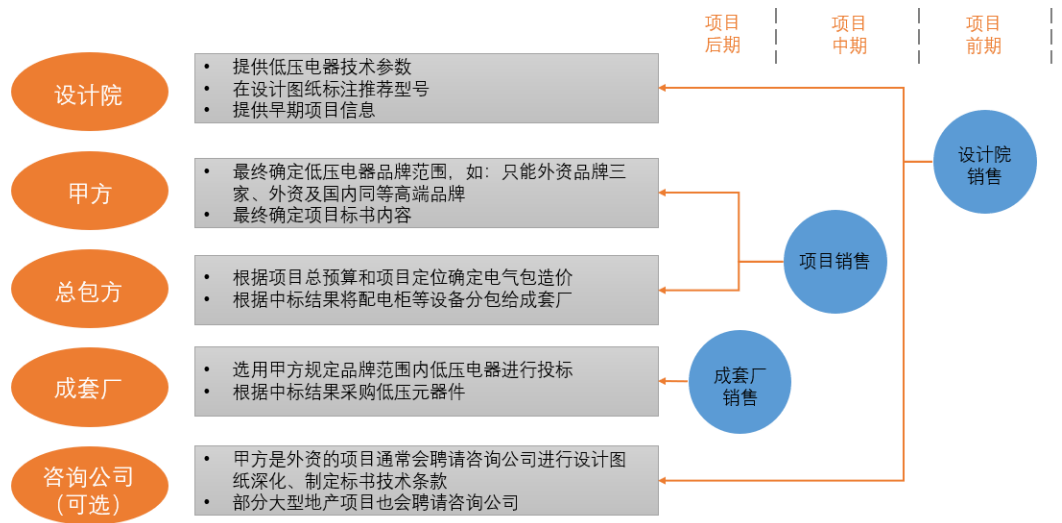 项目
后期
项目
中期
项目
前期
设计院
• 提供低压电器技术参数
• 在设计图纸标注推荐型号
• 提供早期项目信息
设计院
销售
甲方
• 最终确定低压电器品牌范围，如：只能外资品牌三
家、外资及国内同等高端品牌
• 最终确定项目标书内容
项目销售
总包方
• 根据项目总预算和项目定位确定电气包造价
• 根据中标结果将配电柜等设备分包给成套厂
成套厂
• 选用甲方规定品牌范围内低压电器进行投标
• 根据中标结果采购低压元器件
成套厂
销售
咨询公司
（可选）
• 甲方是外资的项目通常会聘请咨询公司进行设计图
纸深化、制定标书技术条款
• 部分大型地产项目也会聘请咨询公司